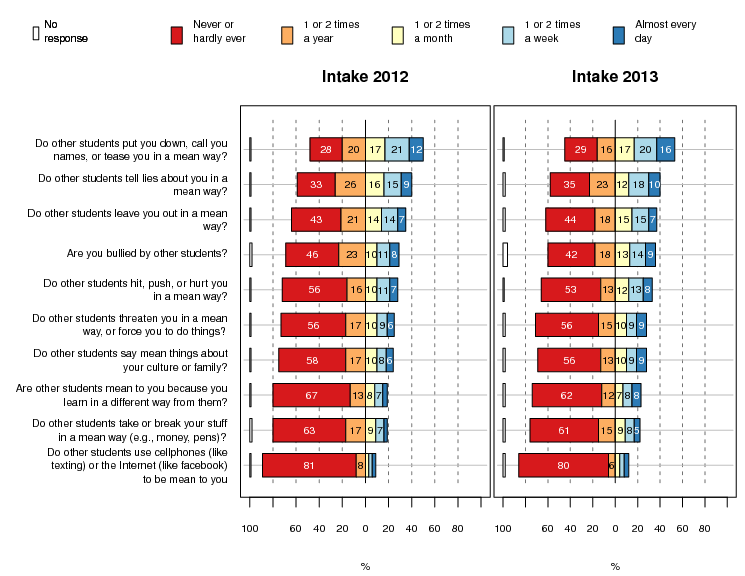 No response
Never or hardly ever
1 or 2 times a year
1 or 2 times a month
1 or 2 times a week
Almost every day
Intake 2012
Intake 2013
Do other students put you down, call you
names, or tease you in a mean way?
28 20 17 21 12
29 16 17 20 16
Do other students tell lies about you in a
mean way?
33 26 16 15 9
35 23 12 18 10
Do other students leave you out in a mean
way?
43 21 14 14 7
44 18 15 15 7
Are you bullied by other students?
46 23 10 11 8
42 18 13 14 9
Do other students hit, push, or hurt you
in a mean way?
56 16 10 11 7
53 13 12 13 8
Do other students threaten you in a mean
way, or force you to do things?
56 17 10 9 6
56 15 10 9 9
Do other students say mean things about
your culture or family?
58 17 10 8 6
56 13 10 9 9
Are other students mean to you because you
learn in a different way from them?
67 13 8 7
62 12 7 8 8
Do other students take or break your stuff
in a mean way (e.g., money, pens)?
63 17 9 7
61 15 9 8 5
Do other students use cellphones (like
texting) or the Internet (like facebook)
to be mean to you
81 8
80 6
100 60 40 20 0 20 40 60 80
100 60 40 20 0 20 40 60 80
%
%